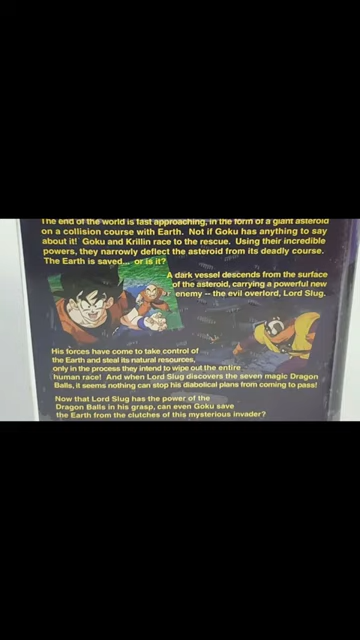 The end of the world is fast approaching, in the form of a giant asteroid
on a collision course with Earth. Not if Goku has anything to say
about it! Goku and Krillin race to the rescue. Using their incredible
powers, they narrowly deflect the asteroid from its deadly course.
The Earth is saved... or is it?
A dark vessel descends from the surface
of the asteroid, carrying a powerful new
enemy -- the evil overlord, Lord Slug.
His forces have come to take control of
the Earth and steal its natural resources,
only in the process they intend to wipe out the entire
human race! And when Lord Slug discovers the seven magic Dragon
Balls, it seems nothing can stop his diabolical plans from coming to pass!
Now that Lord Slug has the power of the
Dragon Balls in his grasp, can even Goku save
the Earth from the clutches of this mysterious invader?